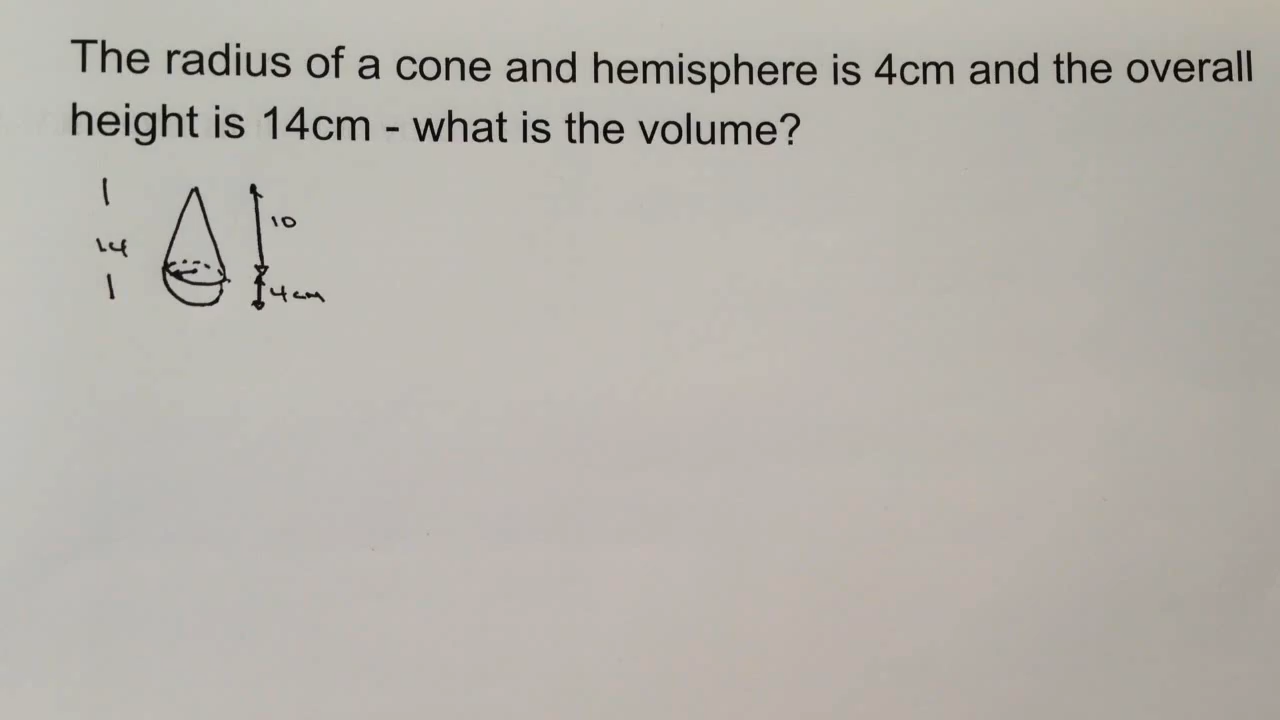 The radius of a cone and hemisphere is 4cm and the overall
height is 14cm - what is the volume?
10
14
4cm